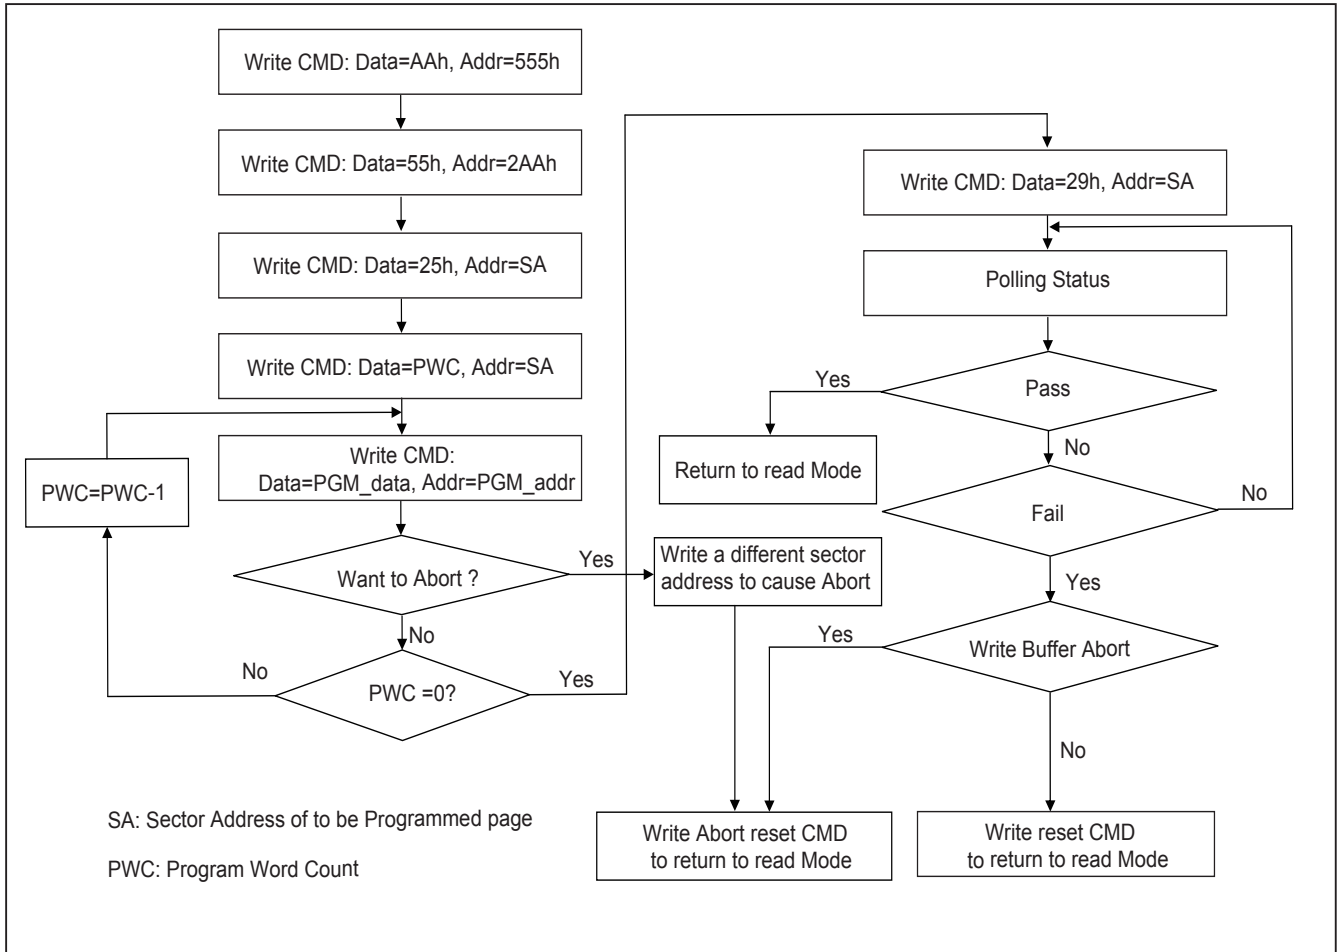 Write CMD: Data=AAh, Addr=555h
Write CMD: Data=55h, Addr=2AAh
Write CMD: Data=25h, Addr=SA
Write CMD: Data=PWC, Addr=SA
Write CMD:
Data=PGM_data, Addr=PGM_addr
PWC=PWC-1
Want to Abort ?
Yes
No
PWC =0?
No
Yes
Write a different sector
address to cause Abort
Write CMD: Data=29h, Addr=SA
Polling Status
Pass
Yes
No
Return to read Mode
Fail
No
Yes
Write Buffer Abort
Yes
No
Write Abort reset CMD
to return to read Mode
Write reset CMD
to return to read Mode
SA: Sector Address of to be Programmed page
PWC: Program Word Count